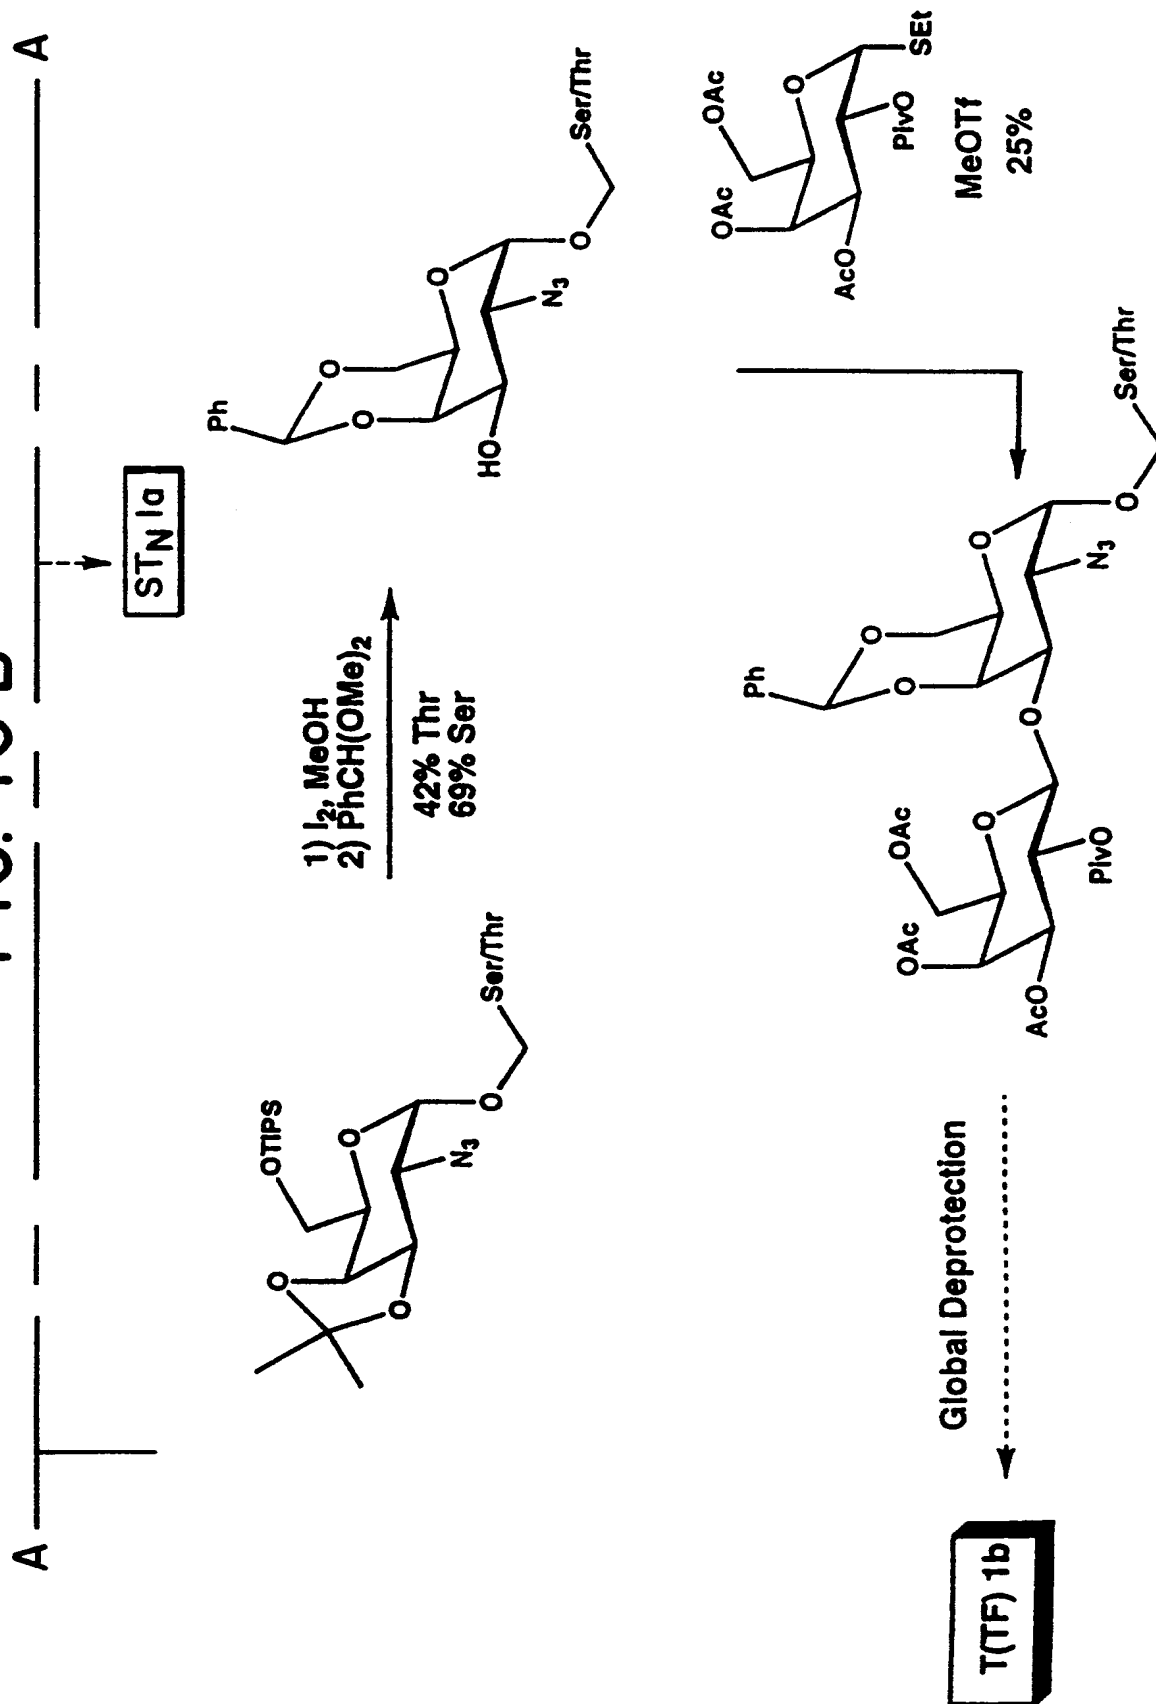 A
A
STN Ia
OTIPS
O
O
O
N3
O
Ser/Thr
1) I2, MeOH
2) PhCH(OMe)2
42% Thr
69% Ser
Ph
O
O
O
HO
N3
O
Ser/Thr
OAc
OAc
O
AcO
PivO
SEt
MeOTf
25%
Ph
O
O
O
N3
O
Ser/Thr
O
OAc
OAc
O
AcO
PivO
Global Deprotection
T(TF) 1b